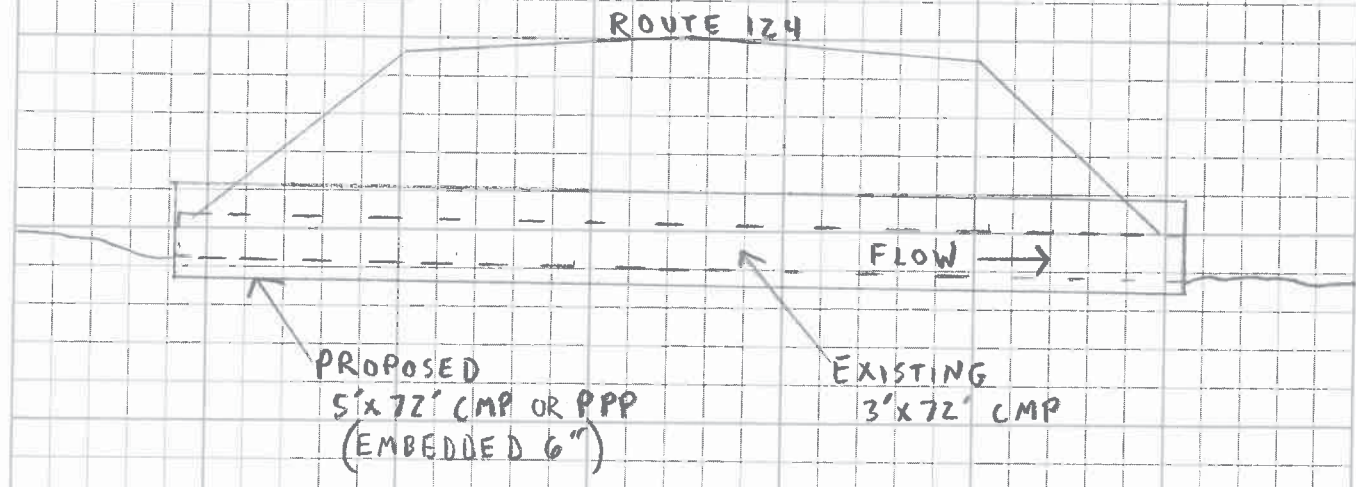 ROUTE 124
FLOW
PROPOSED
5'x72' CMP OR PPP
(EMBEDDED 6")
EXISTING
3'x72' CMP